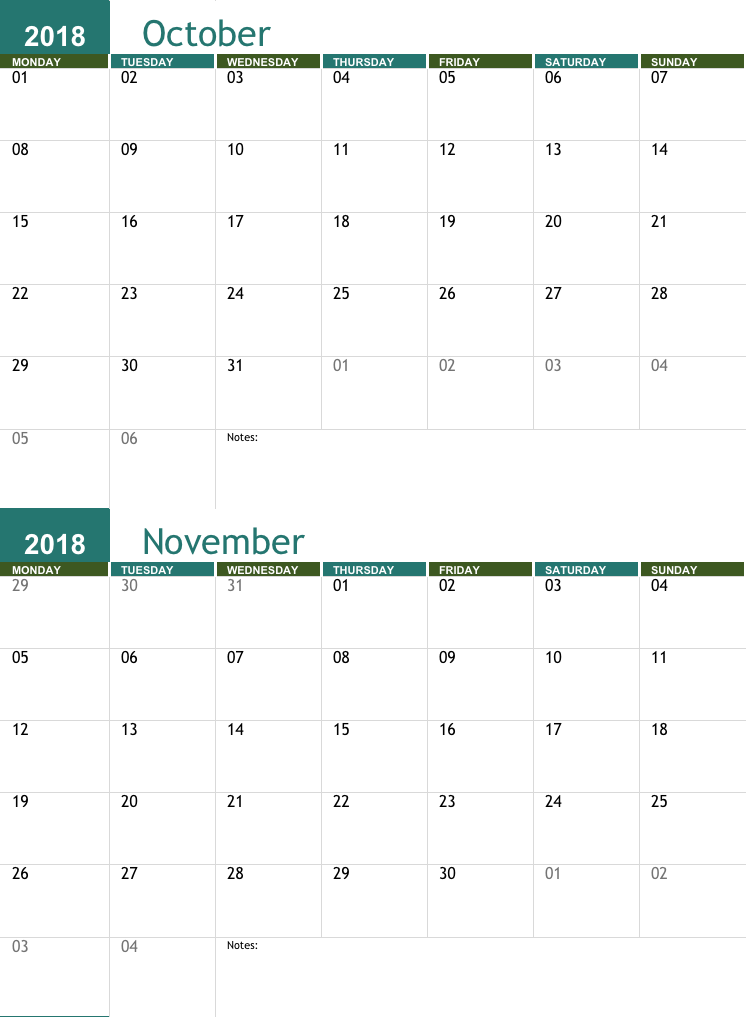 2018 October
MONDAY TUESDAY WEDNESDAY THURSDAY FRIDAY SATURDAY SUNDAY
01 02 03 04 05 06 07
08 09 10 11 12 13 14
15 16 17 18 19 20 21
22 23 24 25 26 27 28
29 30 31 01 02 03 04
05 06 Notes:
2018 November
MONDAY TUESDAY WEDNESDAY THURSDAY FRIDAY SATURDAY SUNDAY
29 30 31 01 02 03 04
05 06 07 08 09 10 11
12 13 14 15 16 17 18
19 20 21 22 23 24 25
26 27 28 29 30 01 02
03 04 Notes: